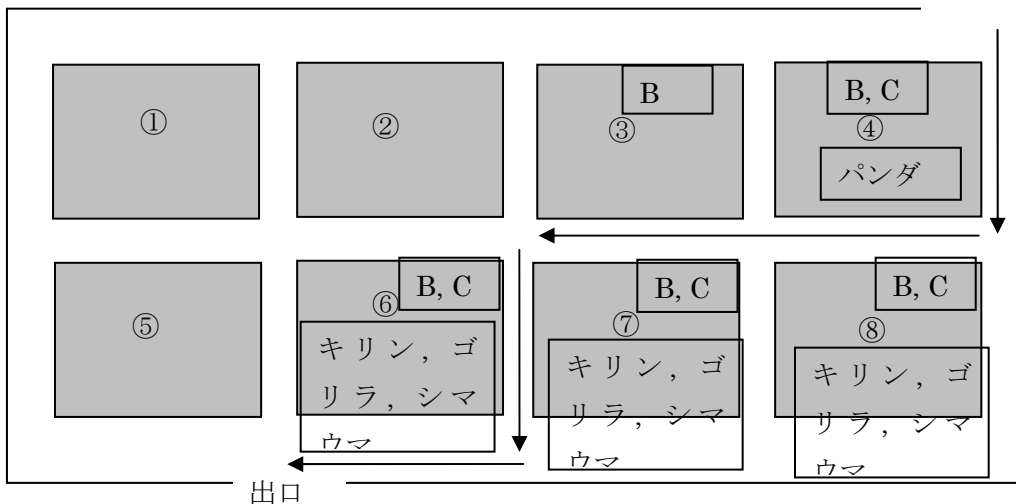 ①
②
B
③
B, C
④
パンダ
⑤
B, C
⑥
キリン，ゴ
リラ，シマ
ウマ
B, C
⑦
キリン，ゴ
リラ，シマ
ウマ
B, C
⑧
キリン，ゴ
リラ，シマ
ウマ
出口